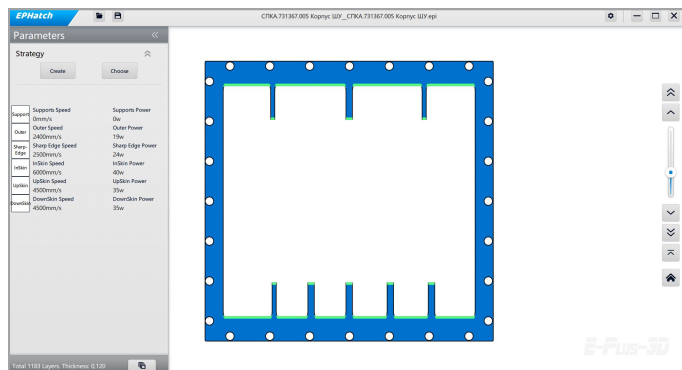 EPHatch
СПКА.731367.005 Корпус ШУ__СПКА.731367.005 Корпус ШУ.epi
Parameters
Strategy
Create Choose
Support Supports Speed Supports Power
0mm/s 0w
Outer Outer Speed Outer Power
2400mm/s 19w
Sharp-Edge Sharp Edge Speed Sharp Edge Power
2500mm/s 24w
InSkin InSkin Speed InSkin Power
6000mm/s 40w
UpSkin UpSkin Speed UpSkin Power
4500mm/s 35w
DownSkin DownSkin Speed DownSkin Power
4500mm/s 35w
Total 1183 Layers. Thickness: 0,120
E-Plus-3D